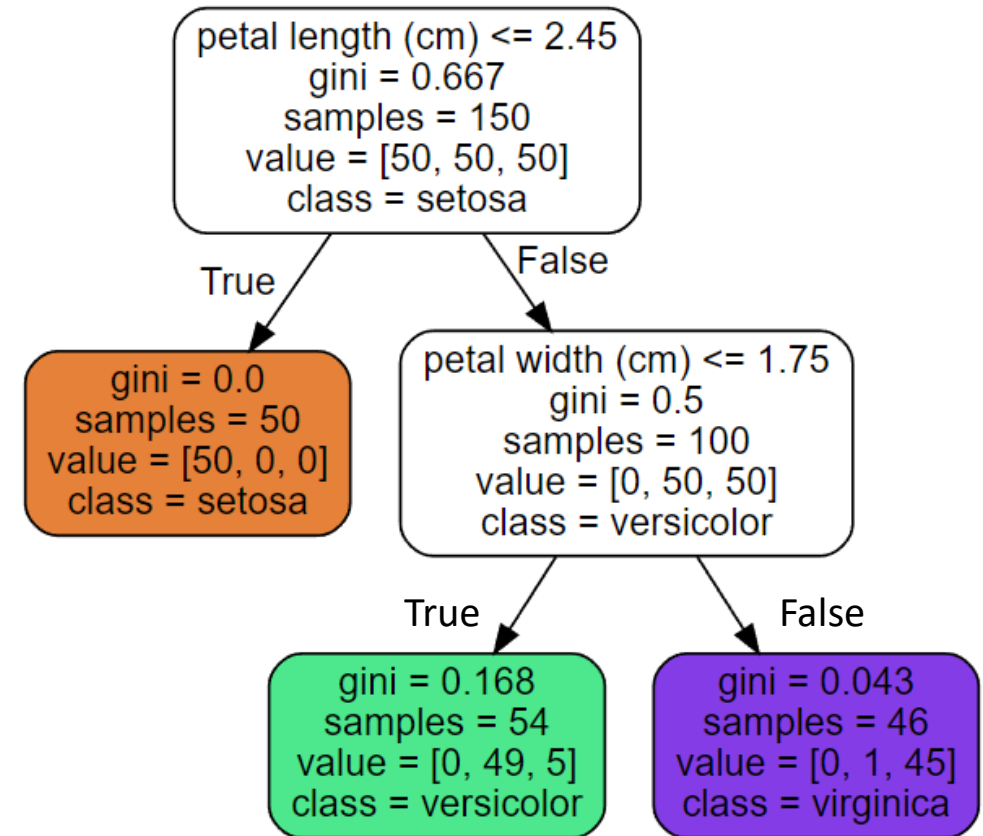 petal length (cm) <= 2.45
gini = 0.667
samples = 150
value = [50, 50, 50]
class = setosa
True
False
gini = 0.0
samples = 50
value = [50, 0, 0]
class = setosa
petal width (cm) <= 1.75
gini = 0.5
samples = 100
value = [0, 50, 50]
class = versicolor
True
False
gini = 0.168
samples = 54
value = [0, 49, 5]
class = versicolor
gini = 0.043
samples = 46
value = [0, 1, 45]
class = virginica